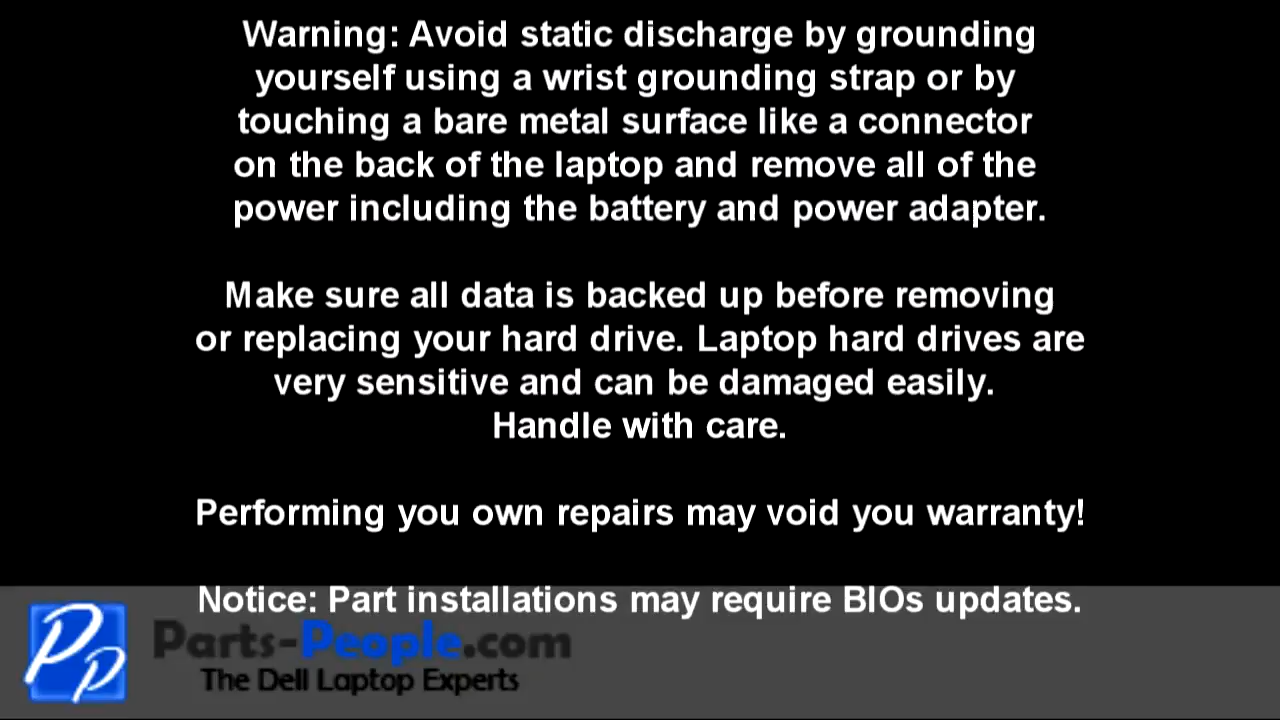 Warning: Avoid static discharge by grounding
yourself using a wrist grounding strap or by
touching a bare metal surface like a connector
on the back of the laptop and remove all of the
power including the battery and power adapter.
Make sure all data is backed up before removing
or replacing your hard drive. Laptop hard drives are
very sensitive and can be damaged easily.
Handle with care.
Performing you own repairs may void you warranty!
Notice: Part installations may require BIOs updates.
Pp
Parts-People.com
The Dell Laptop Experts